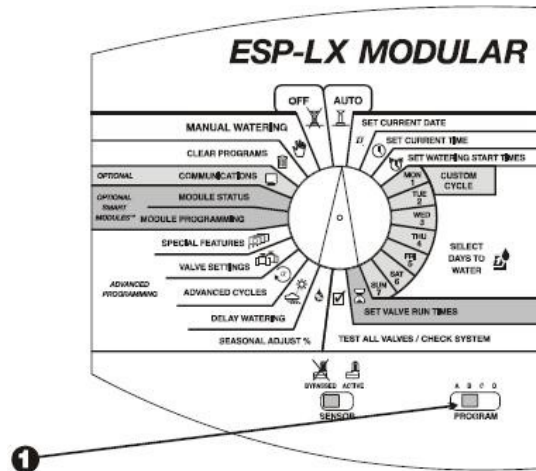 ESP-LX MODULAR
OFF
AUTO
MANUAL WATERING
SET CURRENT DATE
CLEAR PROGRAMS
SET CURRENT TIME
SET WATERING START TIMES
OPTIONAL
COMMUNICATIONS
MON
1
CUSTOM
CYCLE
OPTIONAL
SMART
MODULES™
MODULE STATUS
MODULE PROGRAMMING
TUE
2
WED
3
THU
4
FRI
5
SAT
6
SUN
7
SELECT
DAYS TO
WATER
SPECIAL FEATURES
VALVE SETTINGS
ADVANCED
PROGRAMMING
ADVANCED CYCLES
DELAY WATERING
SET VALVE RUN TIMES
SEASONAL ADJUST %
TEST ALL VALVES / CHECK SYSTEM
BYPASSED ACTIVE
SENSOR
A B C D
PROGRAM
1